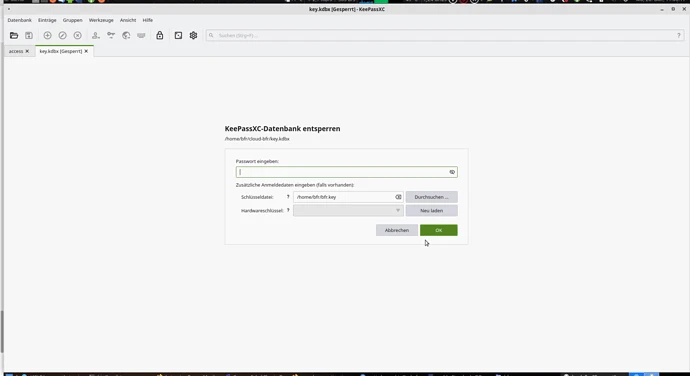 key.kdbx [Gesperrt] - KeePassXC
Datenbank Einträge Gruppen Werkzeuge Ansicht Hilfe
Suchen (Strg+F)... ?
access × key.kdbx [Gesperrt] ×
KeePassXC-Datenbank entsperren
/home/bfr/cloud-bfr/key.kdbx
Passwort eingeben:
Zusätzliche Anmeldedaten eingeben (falls vorhanden):
Schlüsseldatei: ? /home/bfr/bfr.key Durchsuchen ...
Hardwareschlüssel: ? Neu laden
Abbrechen OK